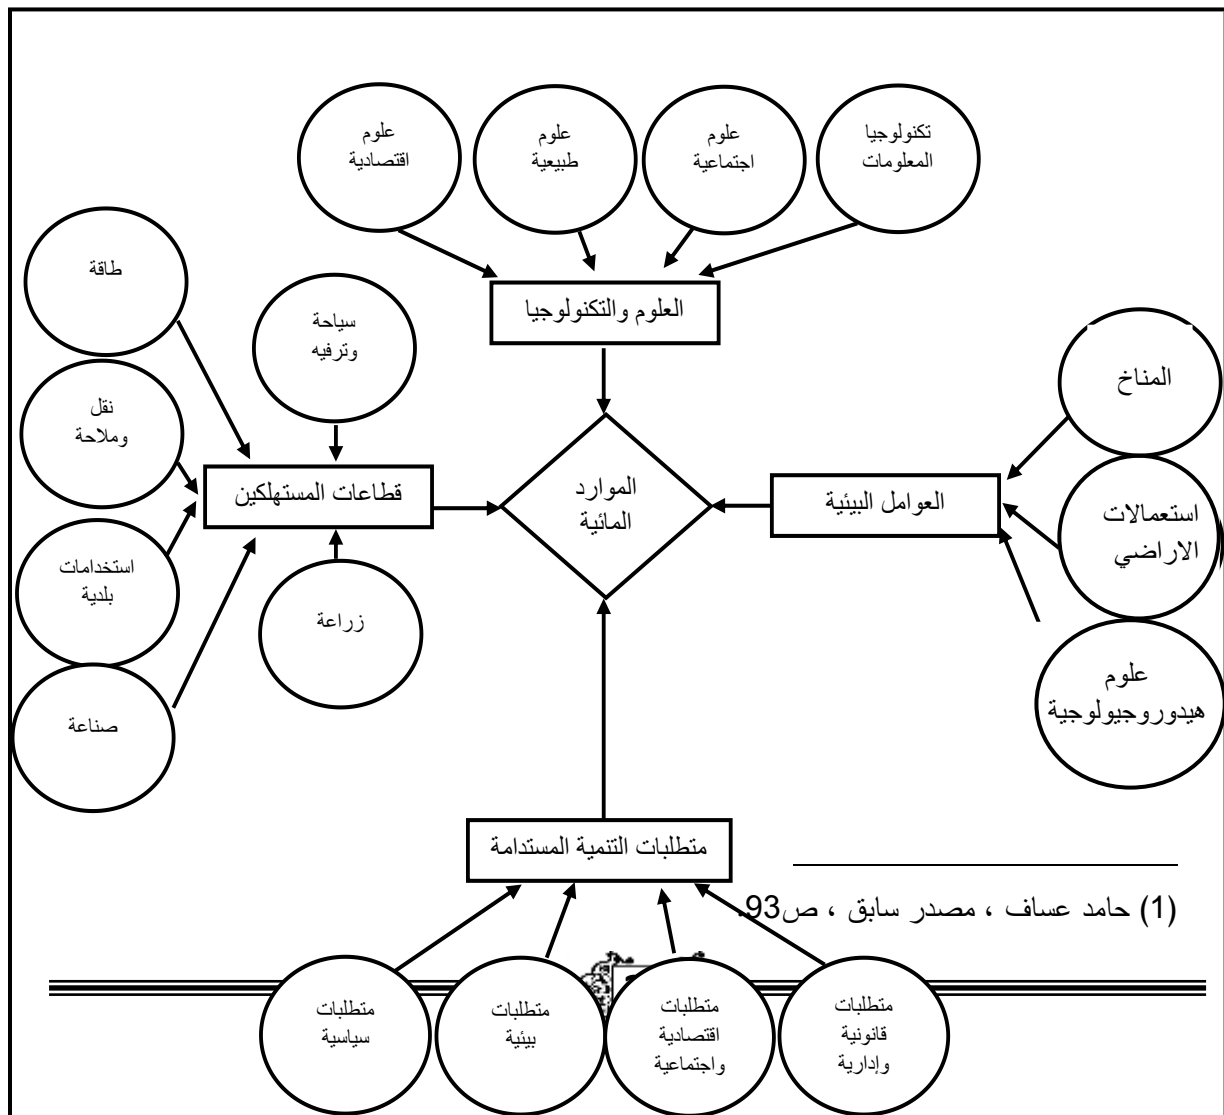 تكنولوجيا
المعلومات
علوم
اجتماعية
علوم
طبيعية
علوم
اقتصادية
العلوم والتكنولوجيا
طاقة
سياحة
وترفيه
نقل
وملاحة
استخدامات
بلدية
صناعة
زراعة
قطاعات المستهلكين
الموارد
المائية
العوامل البيئية
المناخ
استعمالات
الاراضي
علوم
هيدوروجيولوجية
متطلبات التنمية المستدامة
(1) حامد عساف ، مصدر سابق ، ص93.
متطلبات
قانونية
وإدارية
متطلبات
اقتصادية
واجتماعية
متطلبات
بيئية
متطلبات
سياسية